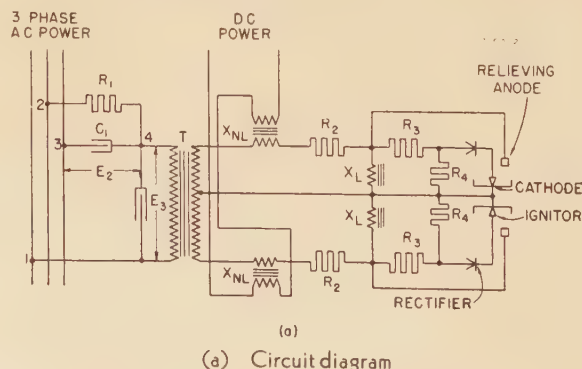 3 PHASE
AC POWER
DC
POWER
RELIEVING
ANODE
R1
2
C1
3
4
T
XNL
R2
R3
E2
E3
XL
R4
CATHODE
XL
R4
IGNITOR
1
XNL
R2
R3
RECTIFIER
(a)
(a) Circuit diagram